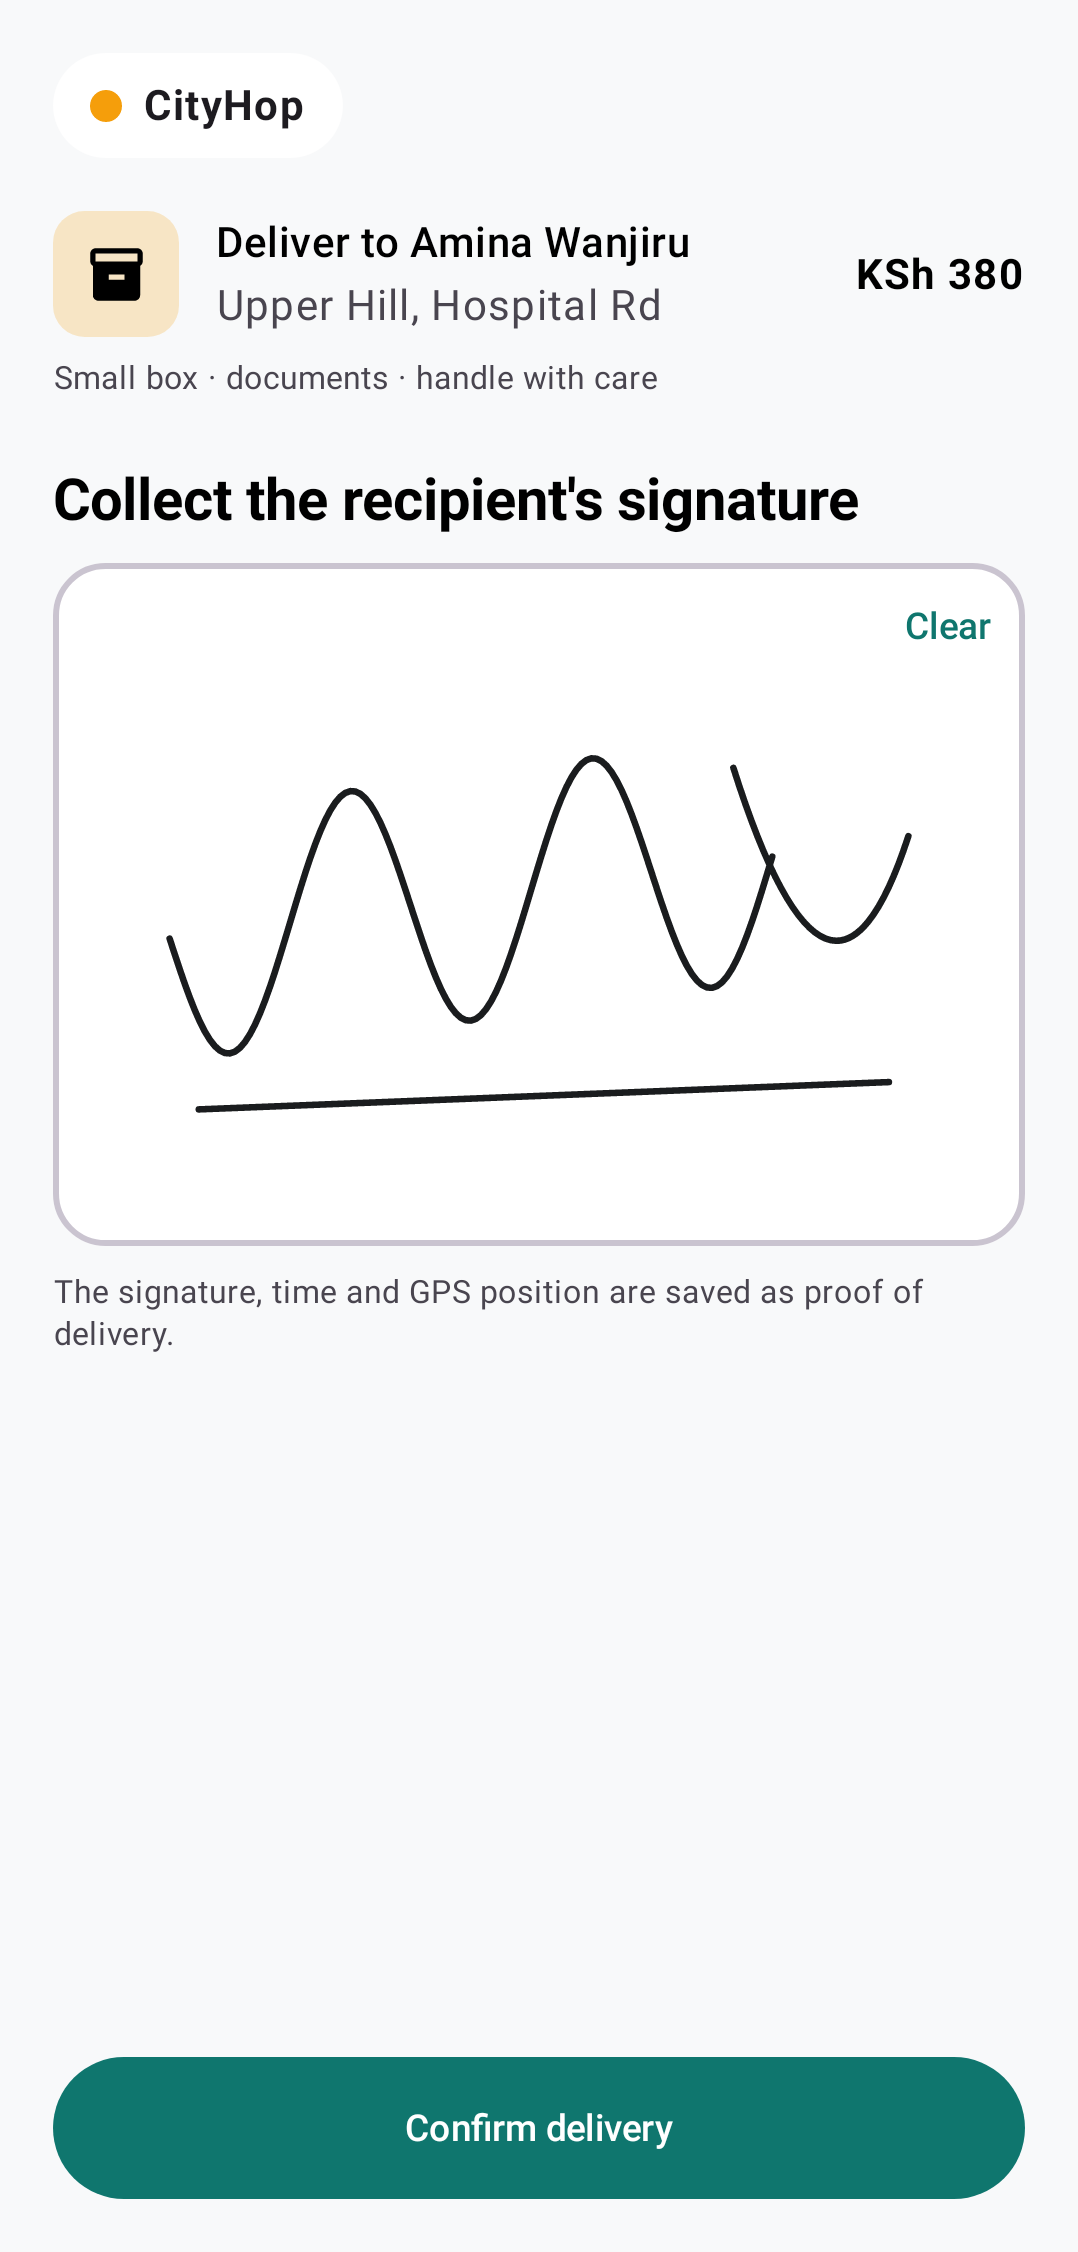 CityHop
Deliver to Amina Wanjiru
Upper Hill, Hospital Rd
KSh 380
Small box · documents · handle with care
Collect the recipient's signature
Clear
The signature, time and GPS position are saved as proof of
delivery.
Confirm delivery